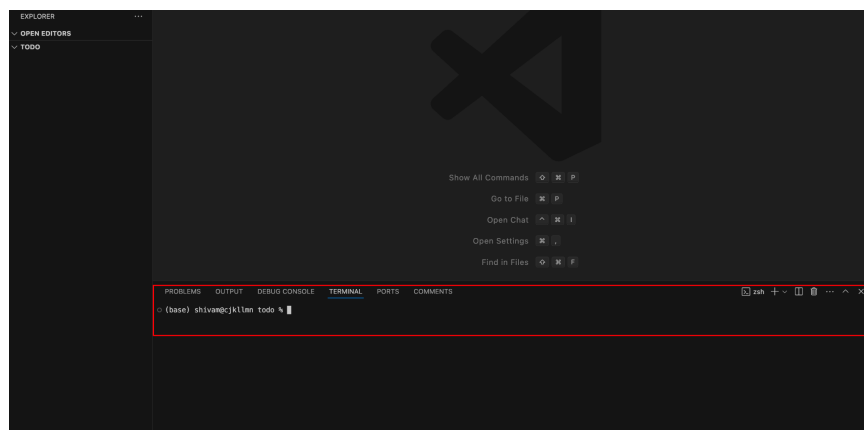 EXPLORER ...
OPEN EDITORS
TODO
Show All Commands ⇧ ⌘ P
Go to File ⌘ P
Open Chat ^ ⌘ I
Open Settings ⌘ ,
Find in Files ⇧ ⌘ F
PROBLEMS OUTPUT DEBUG CONSOLE TERMINAL PORTS COMMENTS zsh
(base) shivam@cjkllmn todo %